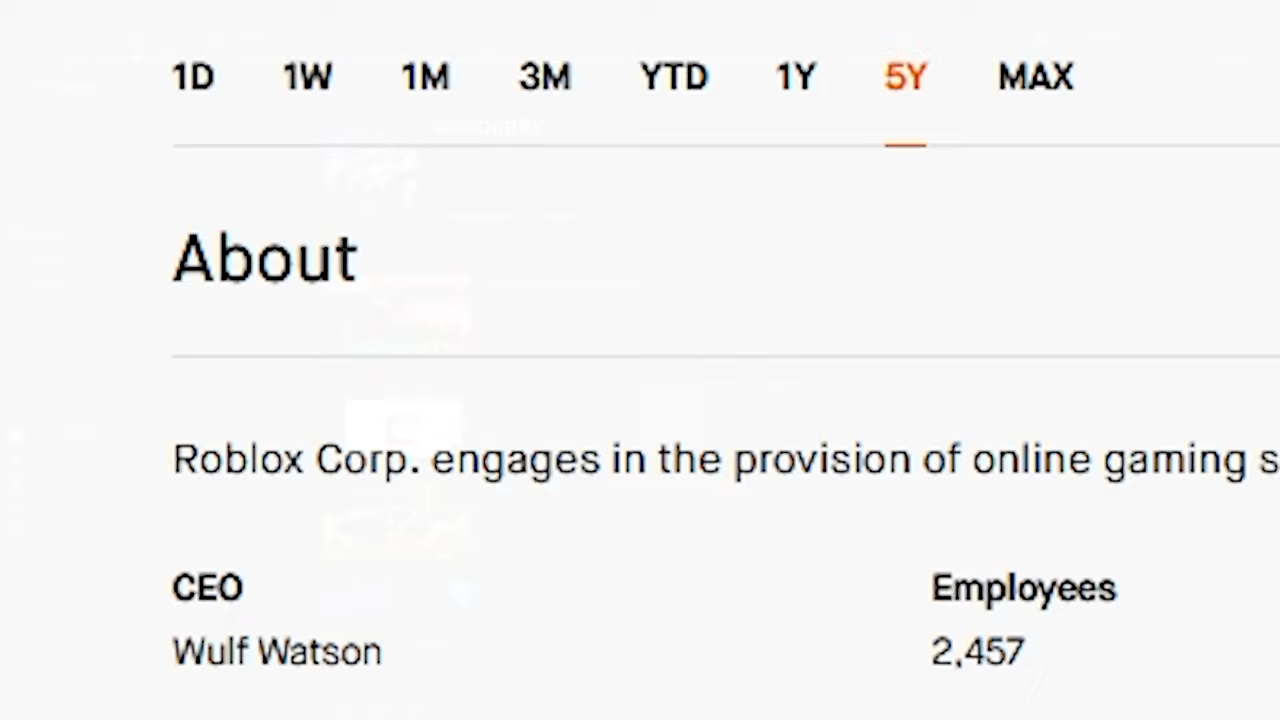 1D 1W 1M 3M YTD 1Y 5Y MAX
About
Roblox Corp. engages in the provision of online gaming s
CEO Employees
Wulf Watson 2,457